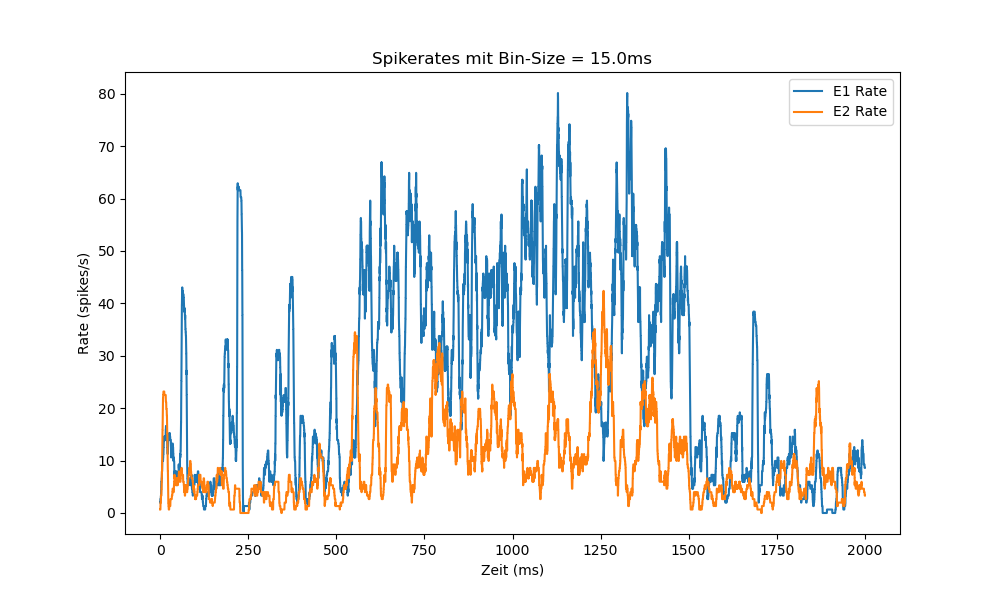 Spikerates mit Bin-Size = 15.0ms
E1 Rate
E2 Rate
Rate (spikes/s)
80
70
60
50
40
30
20
10
0
0 250 500 750 1000 1250 1500 1750 2000
Zeit (ms)